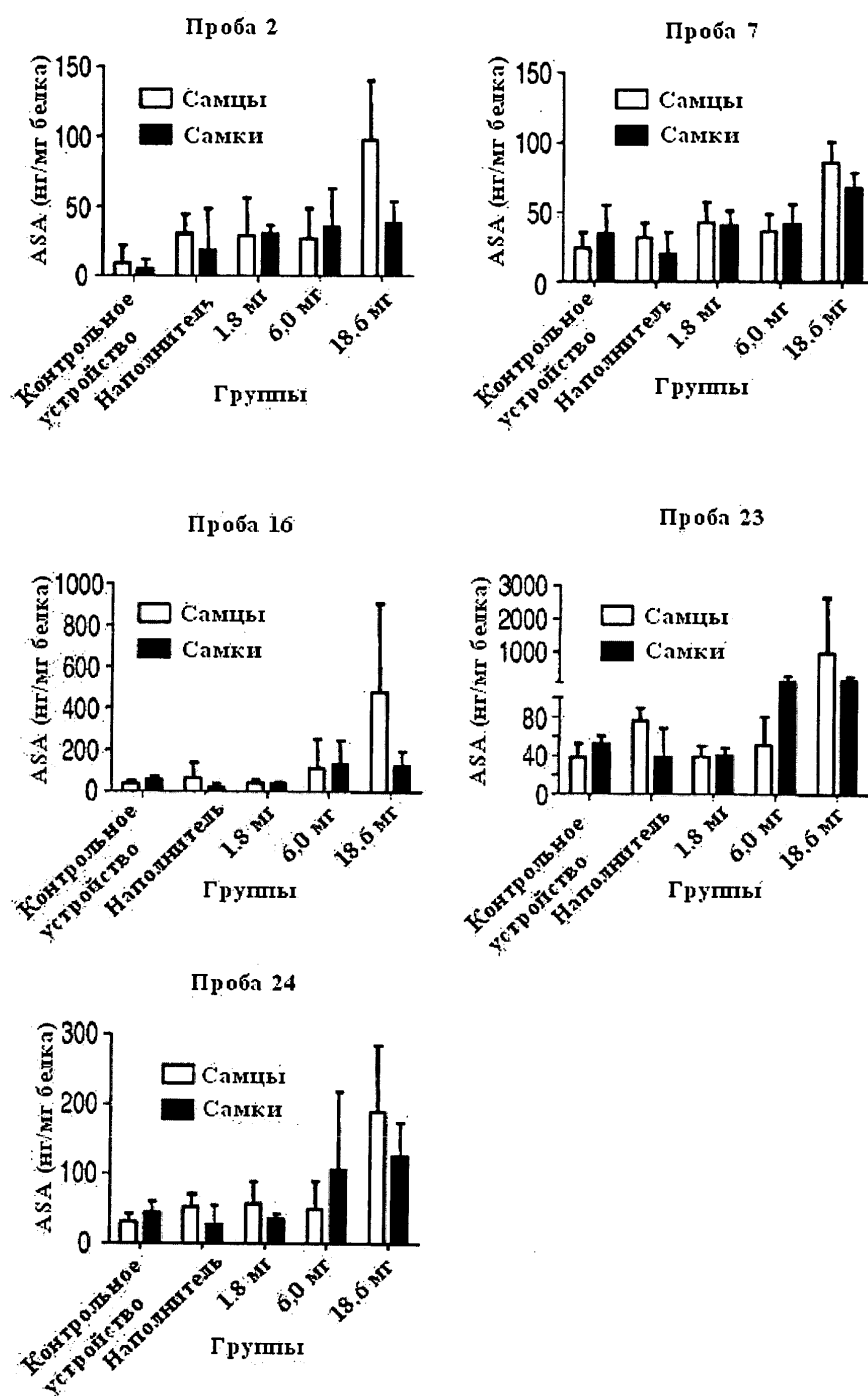 Проба 2
150
100
50
0
ASA (нг/мг белка)
Самцы
Самки
Контрольное
устройство
Наполнитель
1.8 мг
6,0 мг
18.6 мг
Группы
Проба 7
150
100
50
0
ASA (нг/мг белка)
Самцы
Самки
Контрольное
устройство
Наполнитель
1.8 мг
6,0 мг
18.6 мг
Группы
Проба 16
1000
800
600
400
200
0
ASA (нг/мг белка)
Самцы
Самки
Контрольное
устройство
Наполнитель
1.8 мг
6,0 мг
18.6 мг
Группы
Проба 23
3000
2000
1000
80
40
0
ASA (нг/мг белка)
Самцы
Самки
Контрольное
устройство
Наполнитель
1.8 мг
6,0 мг
18.6 мг
Группы
Проба 24
300
200
100
0
ASA (нг/мг белка)
Самцы
Самки
Контрольное
устройство
Наполнитель
1.8 мг
6,0 мг
18.6 мг
Группы